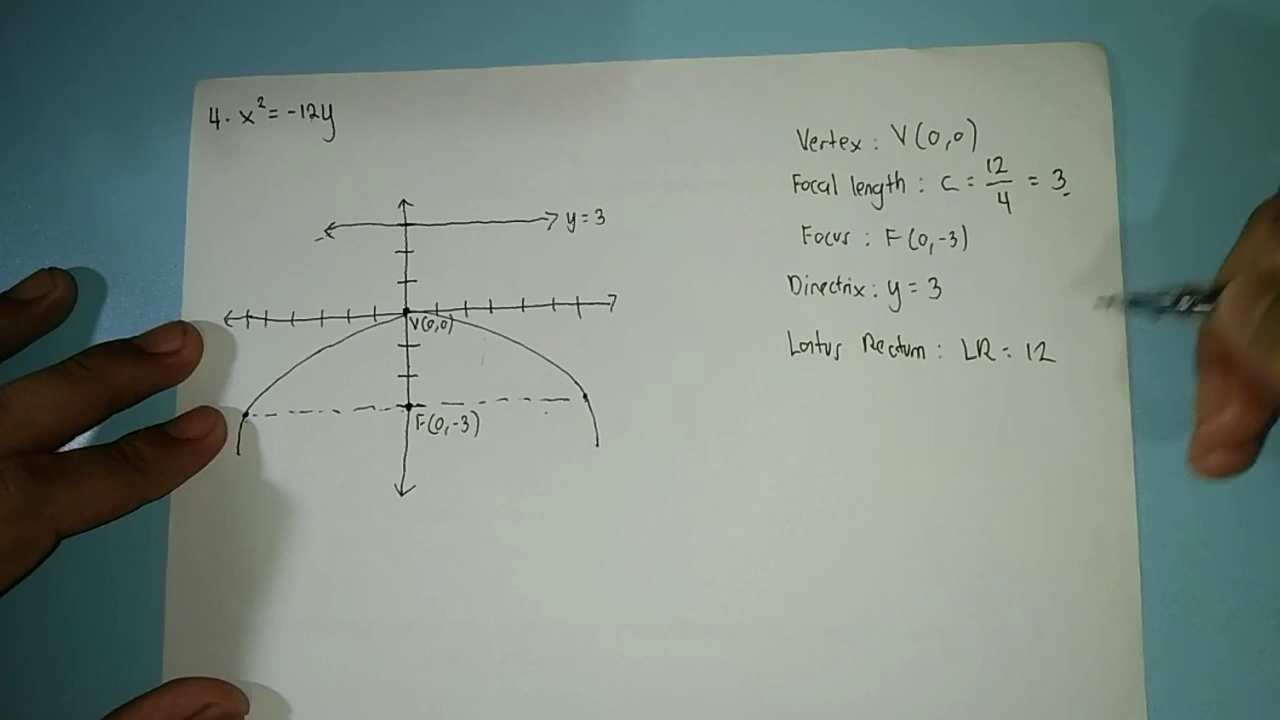 4. x² = -12y
Vertex : V(0,0)
Focal length : c = 12/4 = 3
Focus : F(0,-3)
Directrix : y = 3
Latus Rectum : LR = 12
y = 3
V(0,0)
F(0,-3)